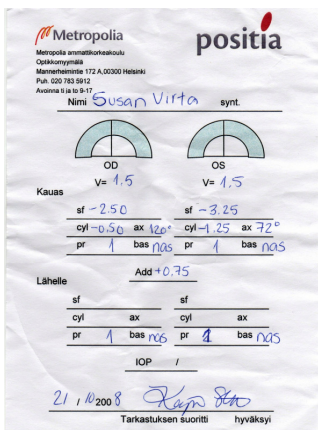 Metropolia
positia
Metropolia ammattikorkeakoulu
Optikkomyymälä
Mannerheimintie 172 A,00300 Helsinki
Puh. 020 783 5912
Avoinna ti ja to 9-17
Nimi Susan Virta synt.
OD OS
V= 1.5 V= 1.5
Kauas
sf -2.50 sf -3.25
cyl -0.50 ax 120° cyl -1.25 ax 72°
pr 1 bas nas pr 1 bas nas
Add +0.75
Lähelle
sf sf
cyl ax cyl ax
pr 1 bas nas pr 1 bas nas
IOP /
21 / 10 2008
Tarkastuksen suoritti hyväksyi